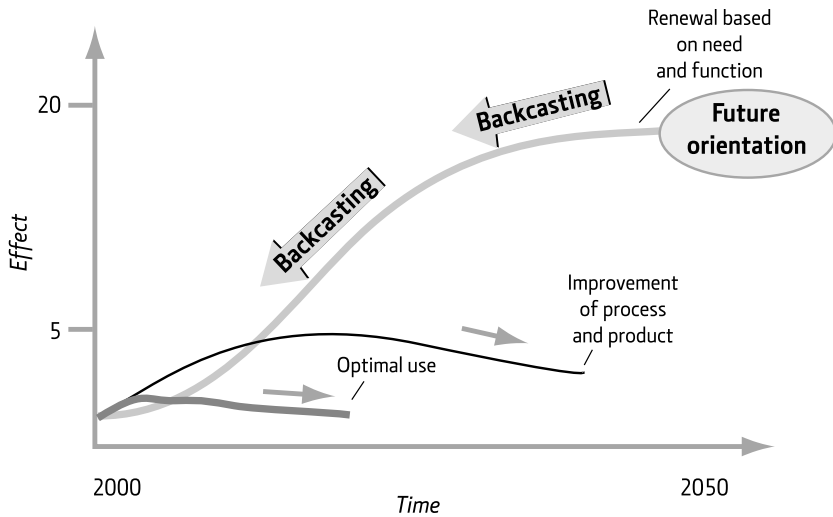 Renewal based
on need
and function
20
Backcasting
Future
orientation
Backcasting
Effect
Improvement
of process
and product
5
Optimal use
2000
2050
Time